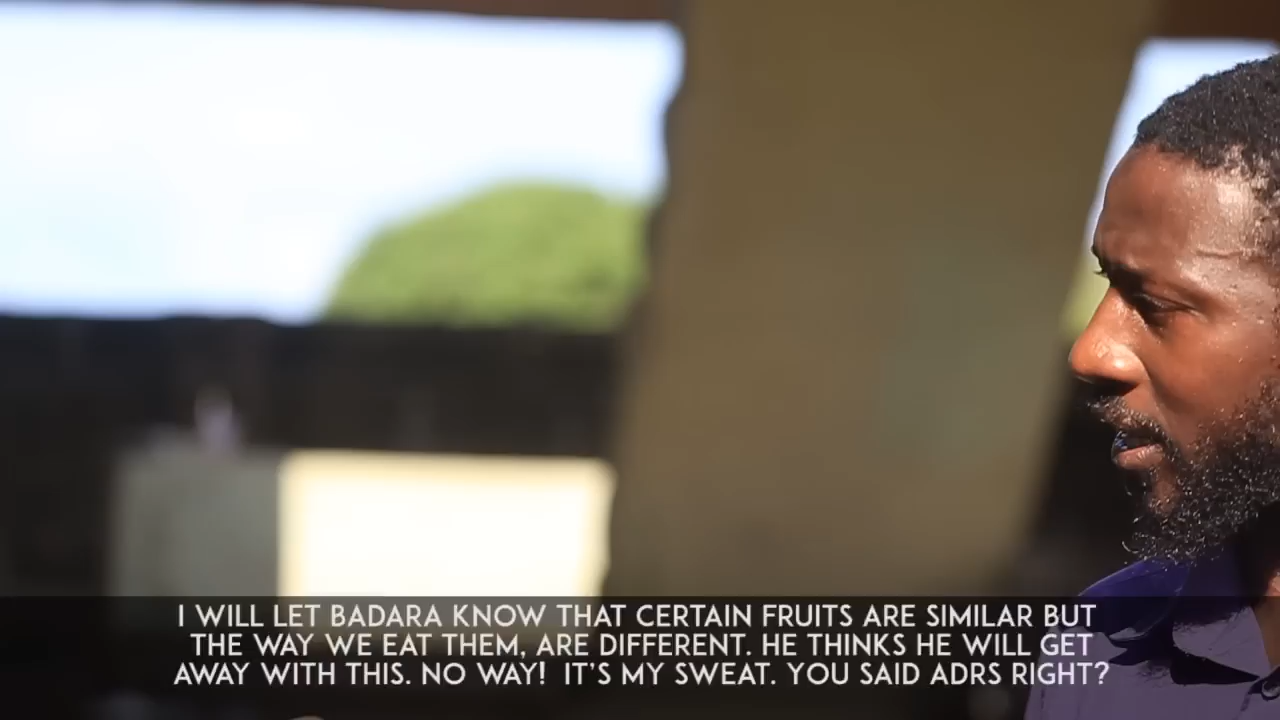 I WILL LET BADARA KNOW THAT CERTAIN FRUITS ARE SIMILAR BUT
THE WAY WE EAT THEM, ARE DIFFERENT. HE THINKS HE WILL GET
AWAY WITH THIS. NO WAY! IT'S MY SWEAT. YOU SAID ADRS RIGHT?